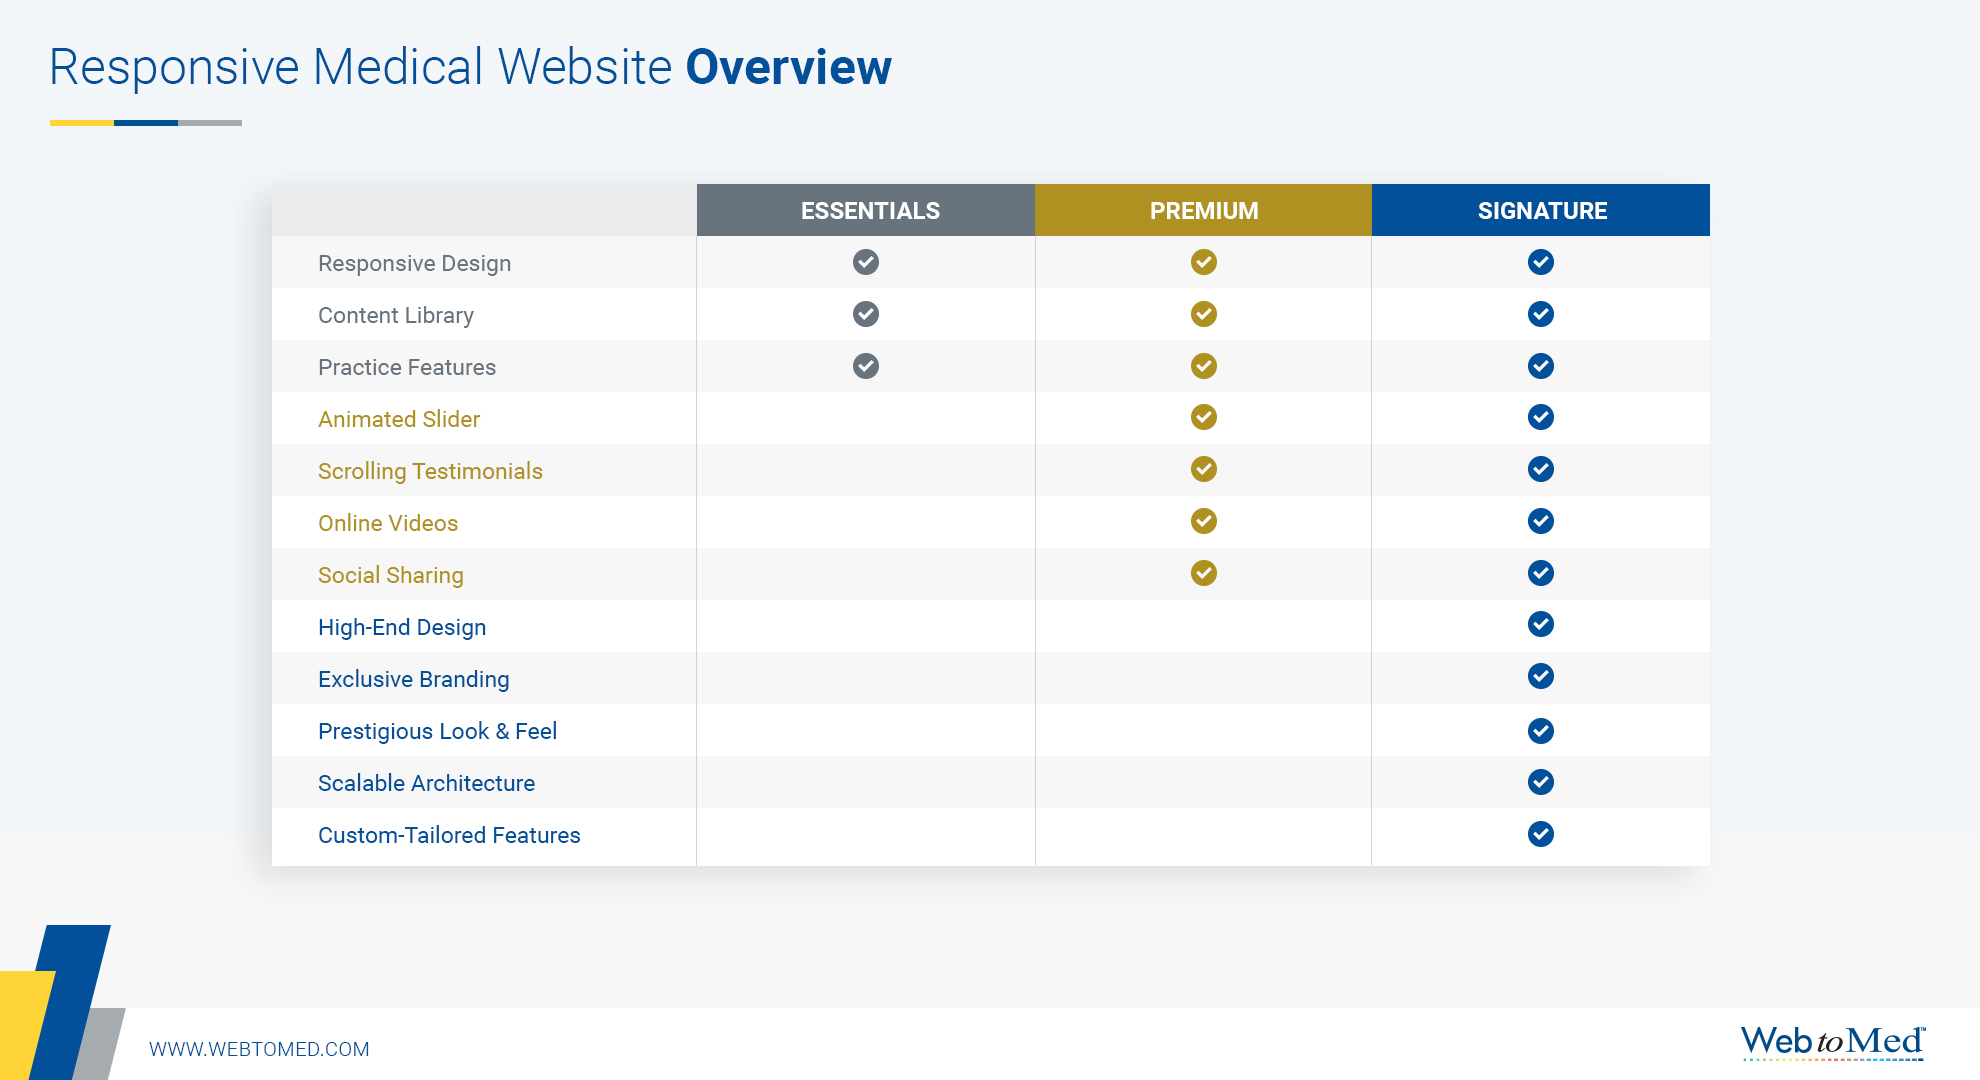 Responsive Medical Website Overview
ESSENTIALS PREMIUM SIGNATURE
Responsive Design
Content Library
Practice Features
Animated Slider
Scrolling Testimonials
Online Videos
Social Sharing
High-End Design
Exclusive Branding
Prestigious Look & Feel
Scalable Architecture
Custom-Tailored Features
WWW.WEBTOMED.COM
Web to Med™